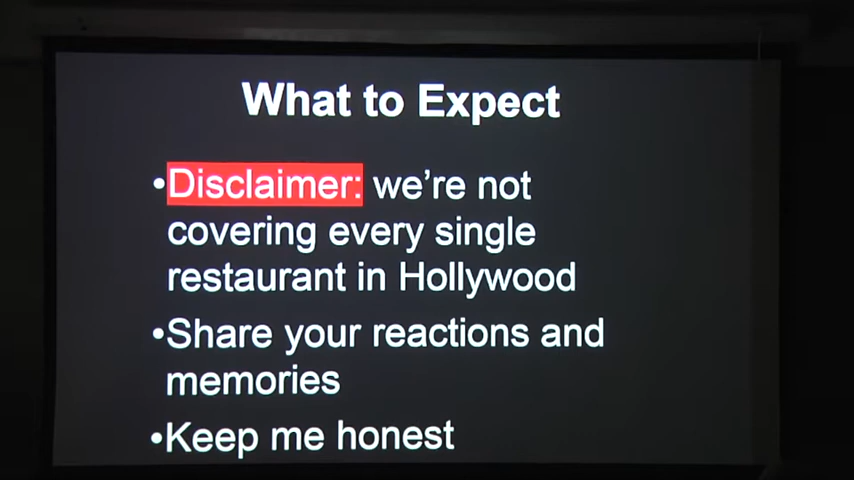 What to Expect
•Disclaimer: we're not
covering every single
restaurant in Hollywood
•Share your reactions and
memories
•Keep me honest